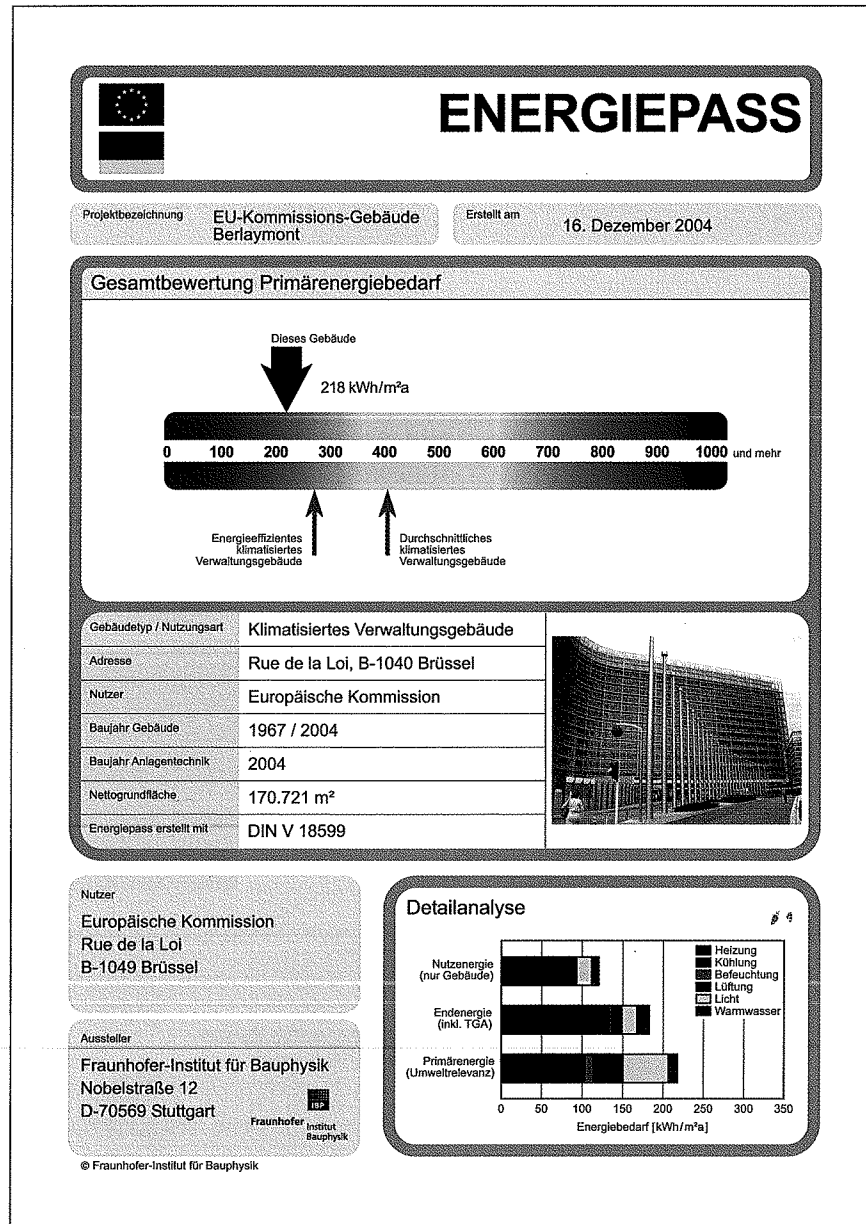 ENERGIEPASS
Projektbezeichnung
EU-Kommissions-Gebäude
Berlaymont
Erstellt am
16. Dezember 2004
Gesamtbewertung Primärenergiebedarf
Dieses Gebäude
218 kWh/m²a
0 100 200 300 400 500 600 700 800 900 1000 und mehr
Energieeffizientes
klimatisiertes
Verwaltungsgebäude
Durchschnittliches
klimatisiertes
Verwaltungsgebäude
Gebäudetyp / Nutzungsart Klimatisiertes Verwaltungsgebäude
Adresse Rue de la Loi, B-1040 Brüssel
Nutzer Europäische Kommission
Baujahr Gebäude 1967 / 2004
Baujahr Anlagentechnik 2004
Nettogrundfläche 170.721 m²
Energiepass erstellt mit DIN V 18599
Nutzer
Europäische Kommission
Rue de la Loi
B-1049 Brüssel
Aussteller
Fraunhofer-Institut für Bauphysik
Nobelstraße 12
D-70569 Stuttgart
IBP
Fraunhofer Institut
Bauphysik
Detailanalyse
Nutzenergie
(nur Gebäude)
Endenergie
(inkl. TGA)
Primärenergie
(Umweltrelevanz)
Heizung
Kühlung
Befeuchtung
Lüftung
Licht
Warmwasser
0 50 100 150 200 250 300 350
Energiebedarf [kWh/m²a]
© Fraunhofer-Institut für Bauphysik